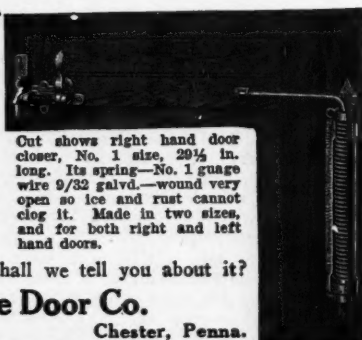 Cut shows right hand door
closer, No. 1 size, 29½ in.
long. Its spring—No. 1 guage
wire 9/32 galvd.—wound very
open so ice and rust cannot
clog it. Made in two sizes,
and for both right and left
hand doors.
hall we tell you about it?
e Door Co.
Chester, Penna.